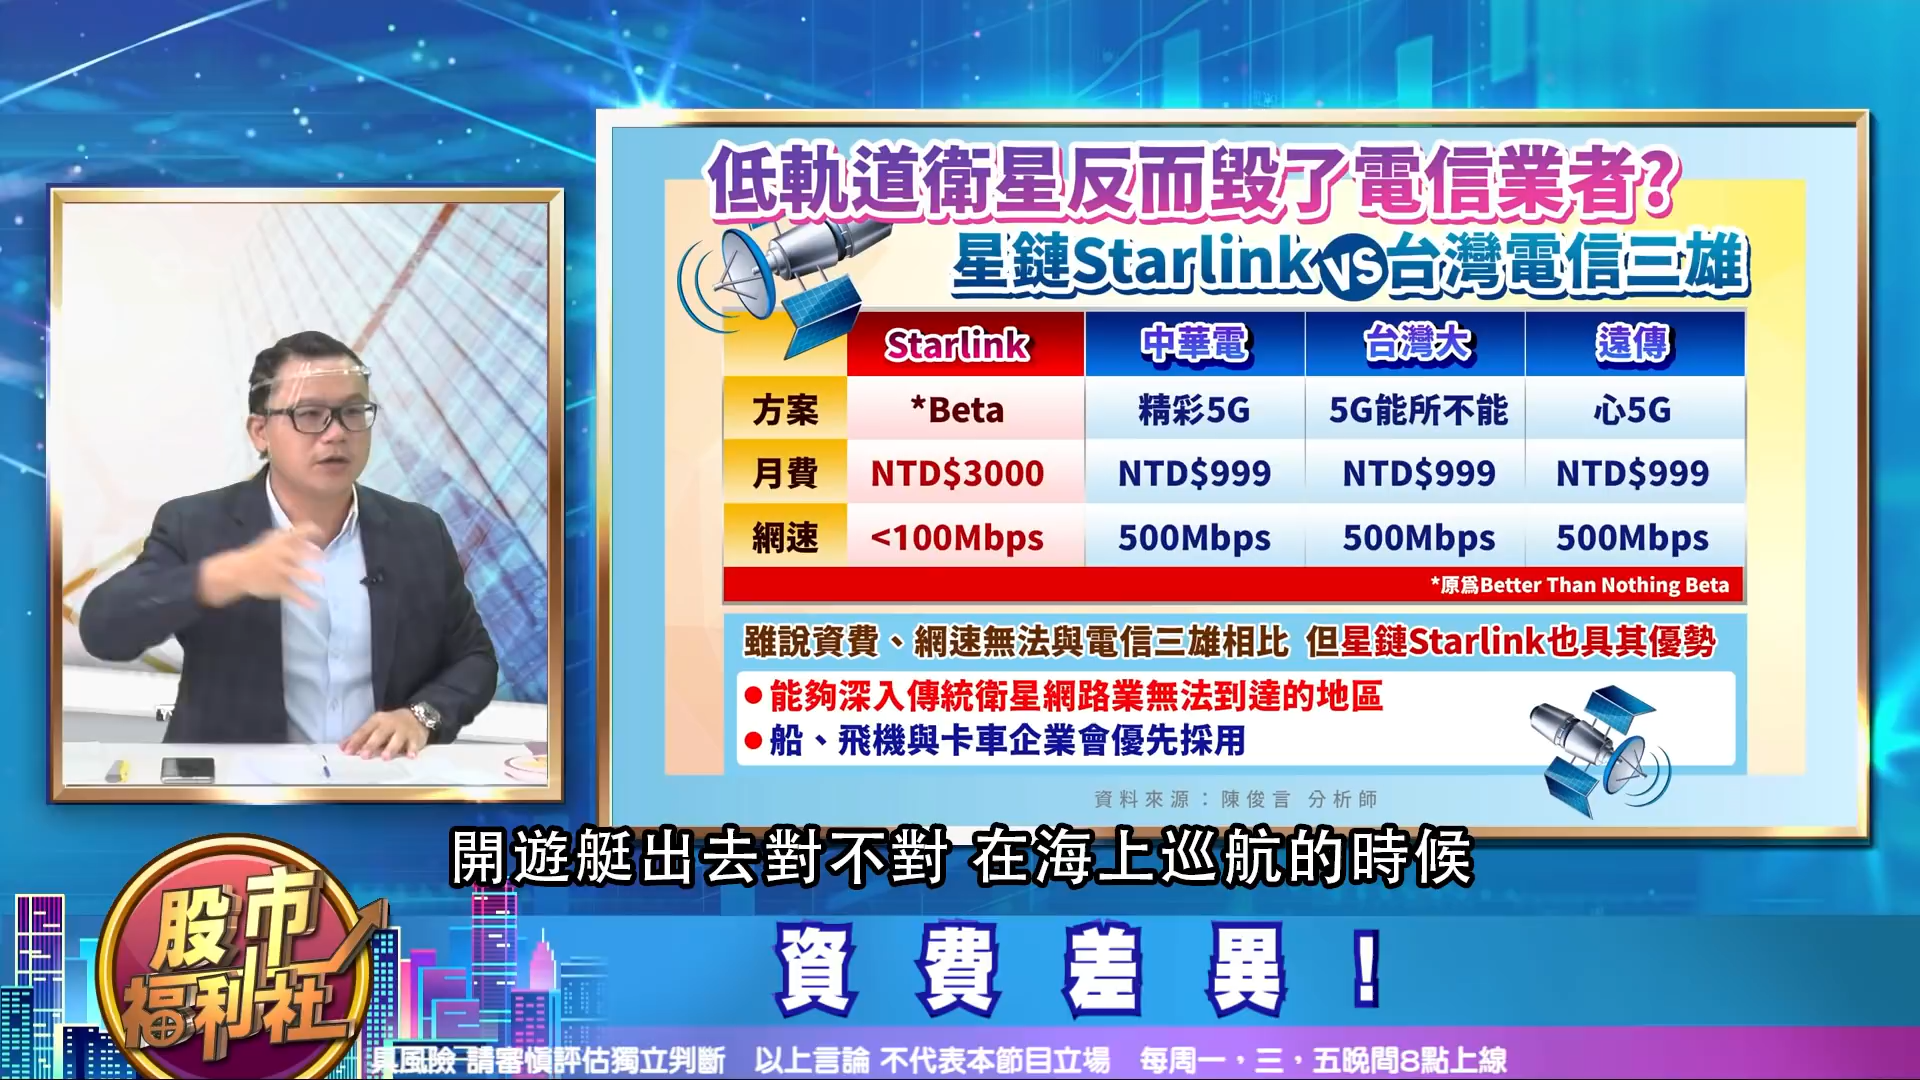 低軌道衛星反而毀了電信業者?
星鏈Starlink VS 台灣電信三雄
Starlink 中華電 台灣大 遠傳
方案 *Beta 精彩5G 5G能所不能 心5G
月費 NTD$3000 NTD$999 NTD$999 NTD$999
網速 <100Mbps 500Mbps 500Mbps 500Mbps
*原爲Better Than Nothing Beta
雖說資費、網速無法與電信三雄相比 但星鏈Starlink也具其優勢
●能夠深入傳統衛星網路業無法到達的地區
●船、飛機與卡車企業會優先採用
資料來源：陳俊言 分析師
開遊艇出去對不對 在海上巡航的時候
股市
福利社
資費差異！
具風險 請審慎評估獨立判斷 以上言論 不代表本節目立場 每周一，三，五晚間8點上線